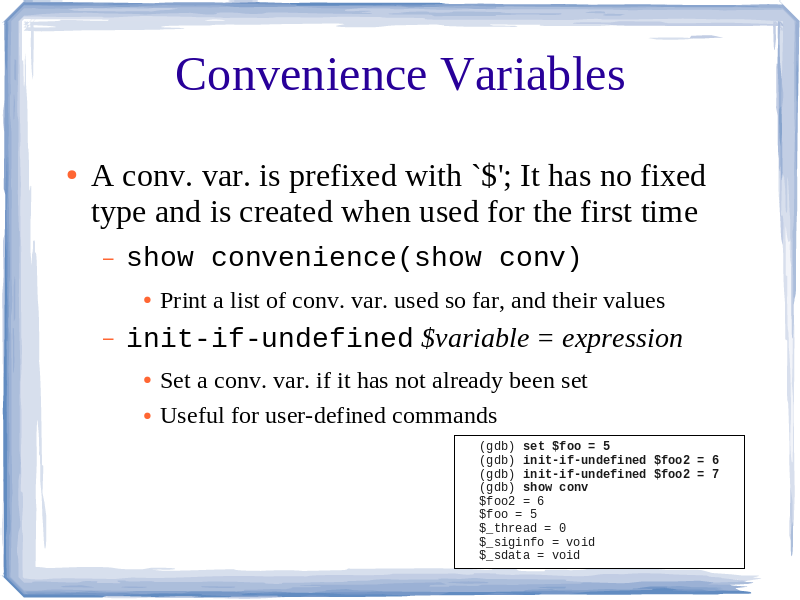 Convenience Variables
• A conv. var. is prefixed with `$'; It has no fixed
type and is created when used for the first time
– show convenience(show conv)
• Print a list of conv. var. used so far, and their values
– init-if-undefined $variable = expression
• Set a conv. var. if it has not already been set
• Useful for user-defined commands
(gdb) set $foo = 5
(gdb) init-if-undefined $foo2 = 6
(gdb) init-if-undefined $foo2 = 7
(gdb) show conv
$foo2 = 6
$foo = 5
$_thread = 0
$_siginfo = void
$_sdata = void